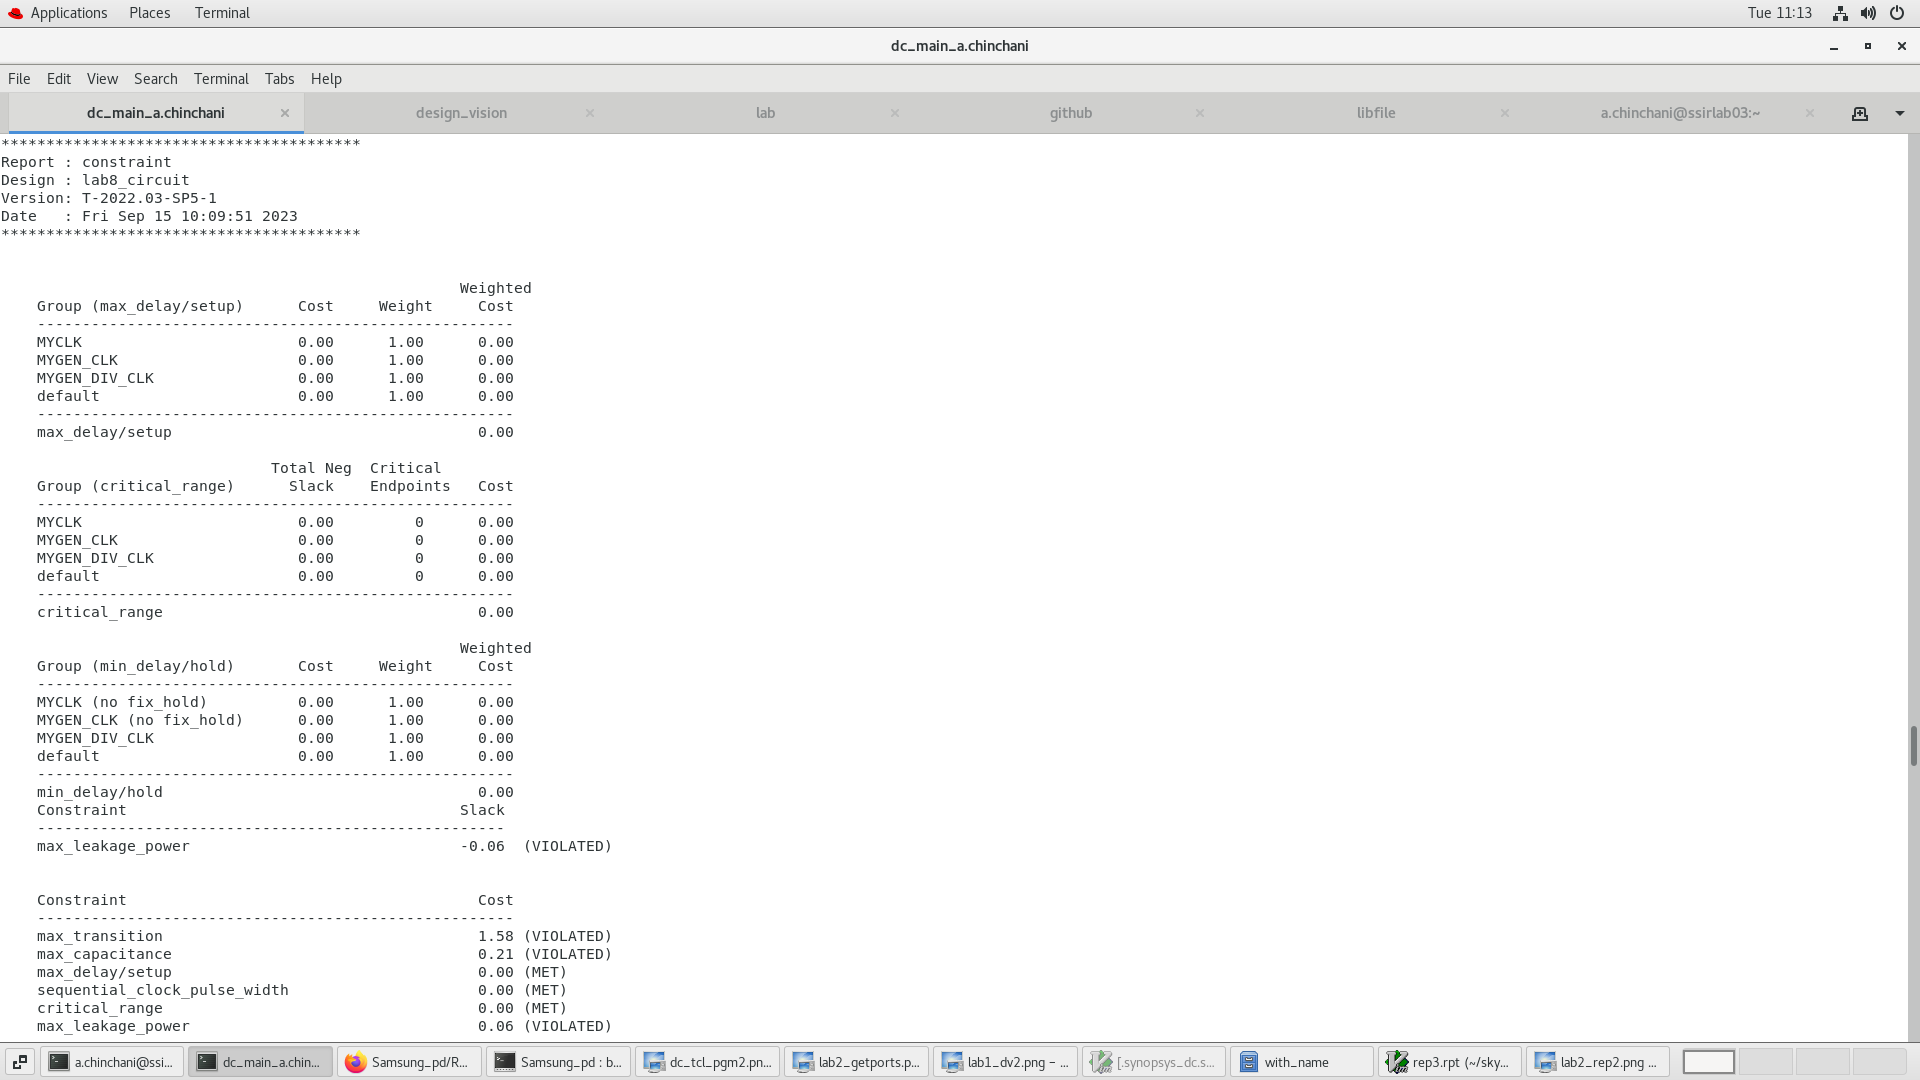 Applications Places Terminal Tue 11:13
dc_main_a.chinchani
File Edit View Search Terminal Tabs Help
dc_main_a.chinchani × design_vision × lab × github × libfile × a.chinchani@ssirlab03:~ ×
****************************************
Report : constraint
Design : lab8_circuit
Version: T-2022.03-SP5-1
Date   : Fri Sep 15 10:09:51 2023
****************************************
                                                   Weighted
    Group (max_delay/setup)      Cost     Weight     Cost
    -----------------------------------------------------
    MYCLK                        0.00      1.00      0.00
    MYGEN_CLK                    0.00      1.00      0.00
    MYGEN_DIV_CLK                0.00      1.00      0.00
    default                      0.00      1.00      0.00
    -----------------------------------------------------
    max_delay/setup                                  0.00
                              Total Neg  Critical
    Group (critical_range)      Slack    Endpoints   Cost
    -----------------------------------------------------
    MYCLK                        0.00         0      0.00
    MYGEN_CLK                    0.00         0      0.00
    MYGEN_DIV_CLK                0.00         0      0.00
    default                      0.00         0      0.00
    -----------------------------------------------------
    critical_range                                   0.00
                                                   Weighted
    Group (min_delay/hold)       Cost     Weight     Cost
    -----------------------------------------------------
    MYCLK (no fix_hold)          0.00      1.00      0.00
    MYGEN_CLK (no fix_hold)      0.00      1.00      0.00
    MYGEN_DIV_CLK                0.00      1.00      0.00
    default                      0.00      1.00      0.00
    -----------------------------------------------------
    min_delay/hold                                   0.00
    Constraint                                     Slack
    ----------------------------------------------------
    max_leakage_power                              -0.06  (VIOLATED)
    Constraint                                       Cost
    -----------------------------------------------------
    max_transition                                   1.58 (VIOLATED)
    max_capacitance                                  0.21 (VIOLATED)
    max_delay/setup                                  0.00 (MET)
    sequential_clock_pulse_width                     0.00 (MET)
    critical_range                                   0.00 (MET)
    max_leakage_power                                0.06 (VIOLATED)
a.chinchani@ssi... dc_main_a.chin... Samsung_pd/R... Samsung_pd : b... dc_tcl_pgm2.pn... lab2_getports.p... lab1_dv2.png – ... [.synopsys_dc.s... with_name rep3.rpt (~/sky... lab2_rep2.png ...